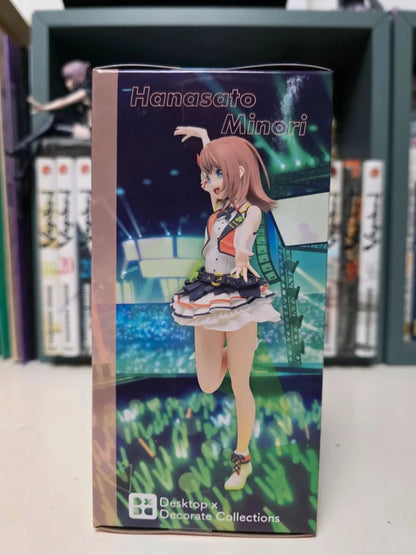 Hanasato
Minori
Desktop x
Decorate Collections